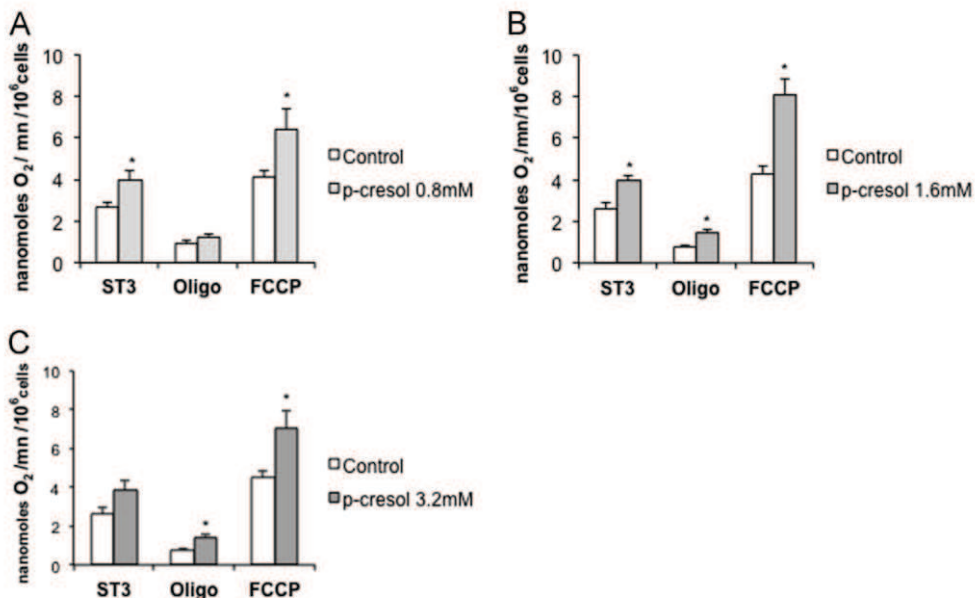 A
nanomoles O2/ mn /10^6cells
10
8
6
4
2
0
*
*
ST3 Oligo FCCP
Control
p-cresol 0.8mM
B
nanomoles O2/mn/10^6cells
10
8
6
4
2
0
*
*
*
ST3 Oligo FCCP
Control
p-cresol 1.6mM
C
nanomoles O2/mn /10^6cells
10
8
6
4
2
0
*
*
ST3 Oligo FCCP
Control
p-cresol 3.2mM